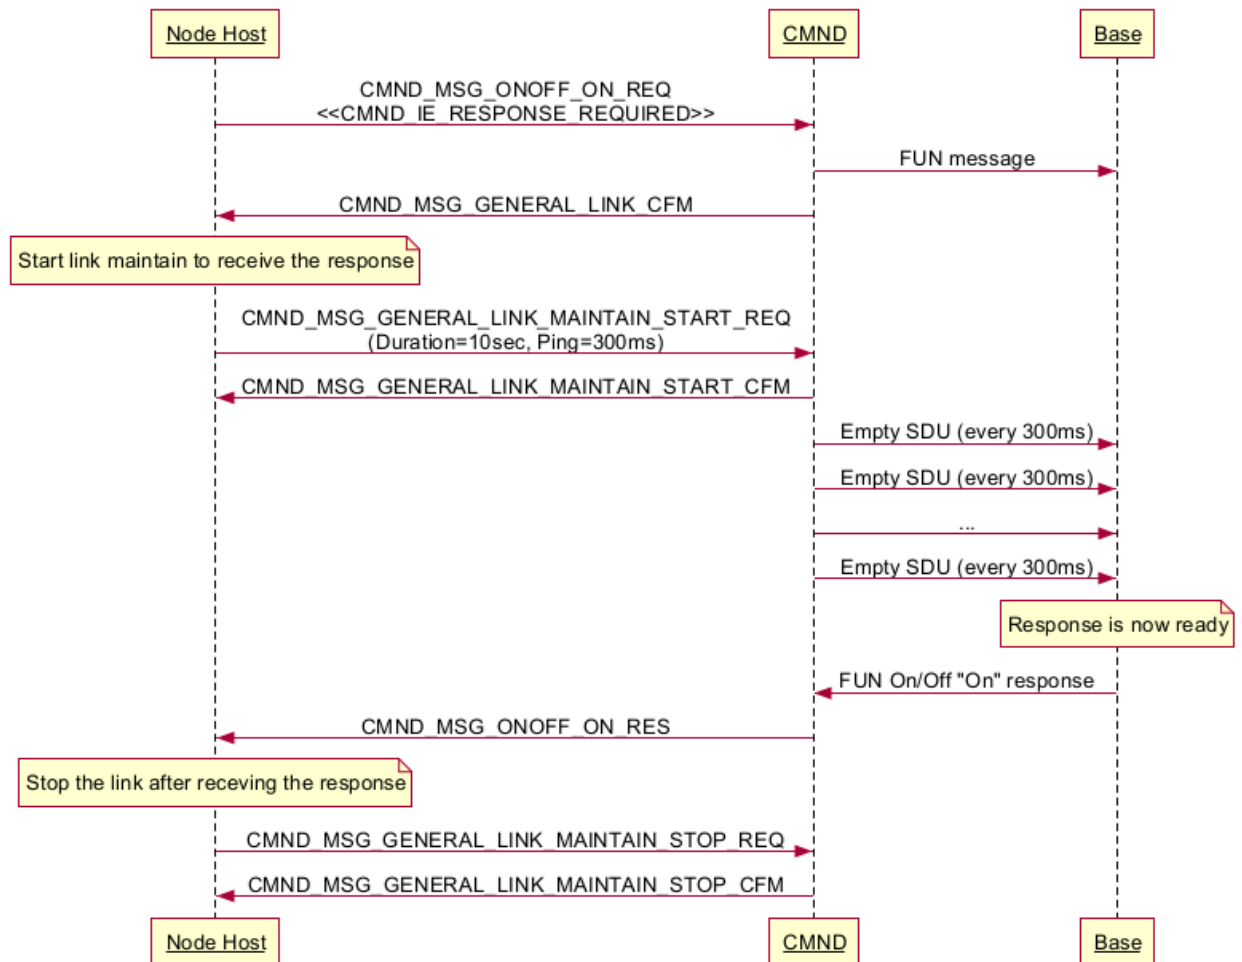 Node Host
CMND
Base
CMND_MSG_ONOFF_ON_REQ
<<CMND_IE_RESPONSE_REQUIRED>>
FUN message
CMND_MSG_GENERAL_LINK_CFM
Start link maintain to receive the response
CMND_MSG_GENERAL_LINK_MAINTAIN_START_REQ
(Duration=10sec, Ping=300ms)
CMND_MSG_GENERAL_LINK_MAINTAIN_START_CFM
Empty SDU (every 300ms)
Empty SDU (every 300ms)
...
Empty SDU (every 300ms)
Response is now ready
FUN On/Off "On" response
CMND_MSG_ONOFF_ON_RES
Stop the link after receving the response
CMND_MSG_GENERAL_LINK_MAINTAIN_STOP_REQ
CMND_MSG_GENERAL_LINK_MAINTAIN_STOP_CFM
Node Host
CMND
Base